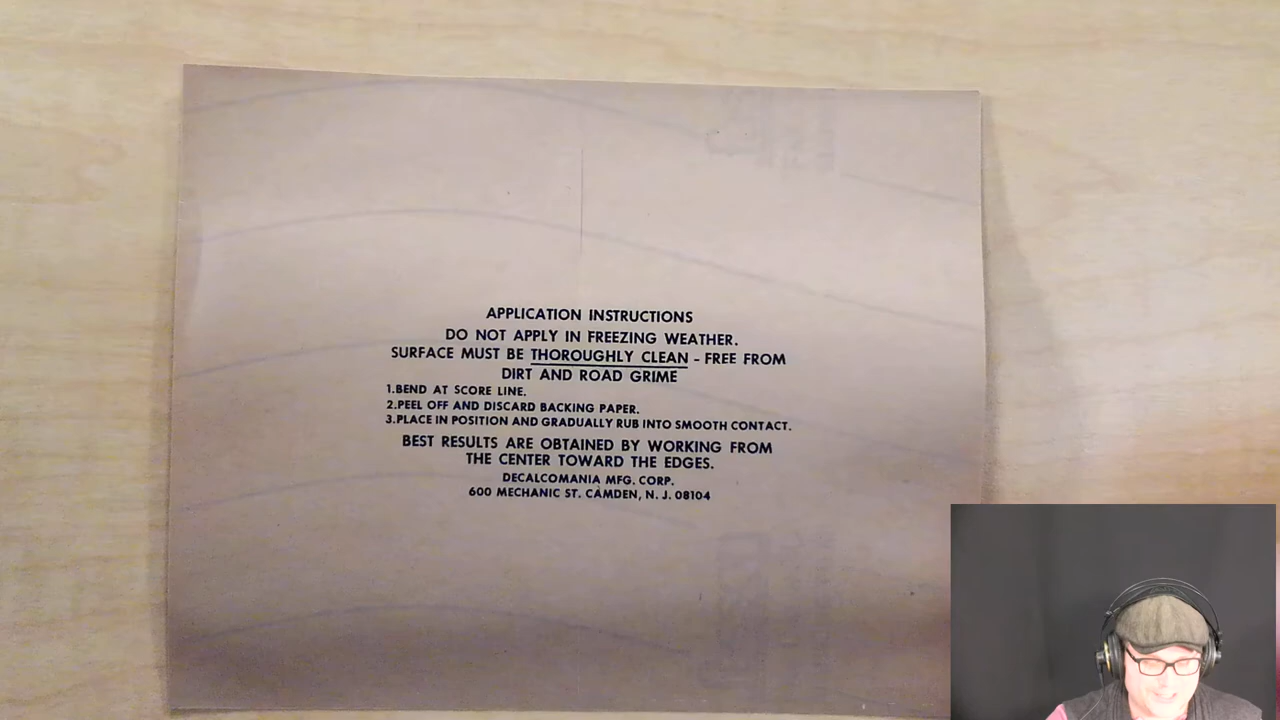 APPLICATION INSTRUCTIONS
DO NOT APPLY IN FREEZING WEATHER.
SURFACE MUST BE THOROUGHLY CLEAN - FREE FROM
DIRT AND ROAD GRIME
1.BEND AT SCORE LINE.
2.PEEL OFF AND DISCARD BACKING PAPER.
3.PLACE IN POSITION AND GRADUALLY RUB INTO SMOOTH CONTACT.
BEST RESULTS ARE OBTAINED BY WORKING FROM
THE CENTER TOWARD THE EDGES.
DECALCOMANIA MFG. CORP.
600 MECHANIC ST. CAMDEN, N. J. 08104